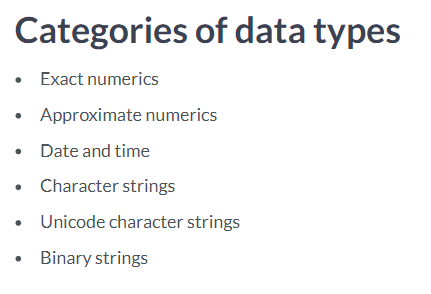 Categories of data types
• Exact numerics
• Approximate numerics
• Date and time
• Character strings
• Unicode character strings
• Binary strings